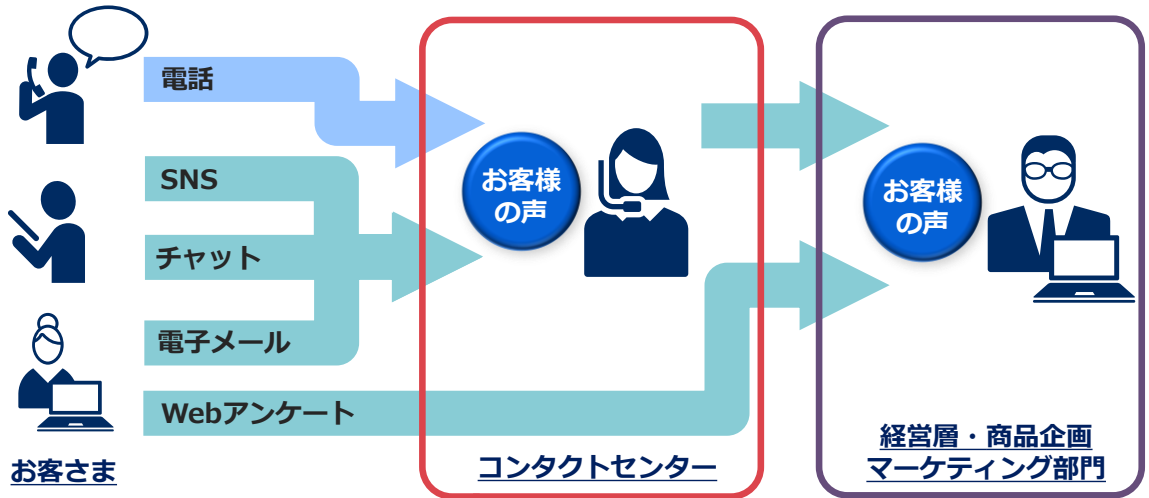 電話
SNS
チャット
電子メール
Webアンケート
お客さま
お客様
の声
コンタクトセンター
お客様
の声
経営層・商品企画
マーケティング部門